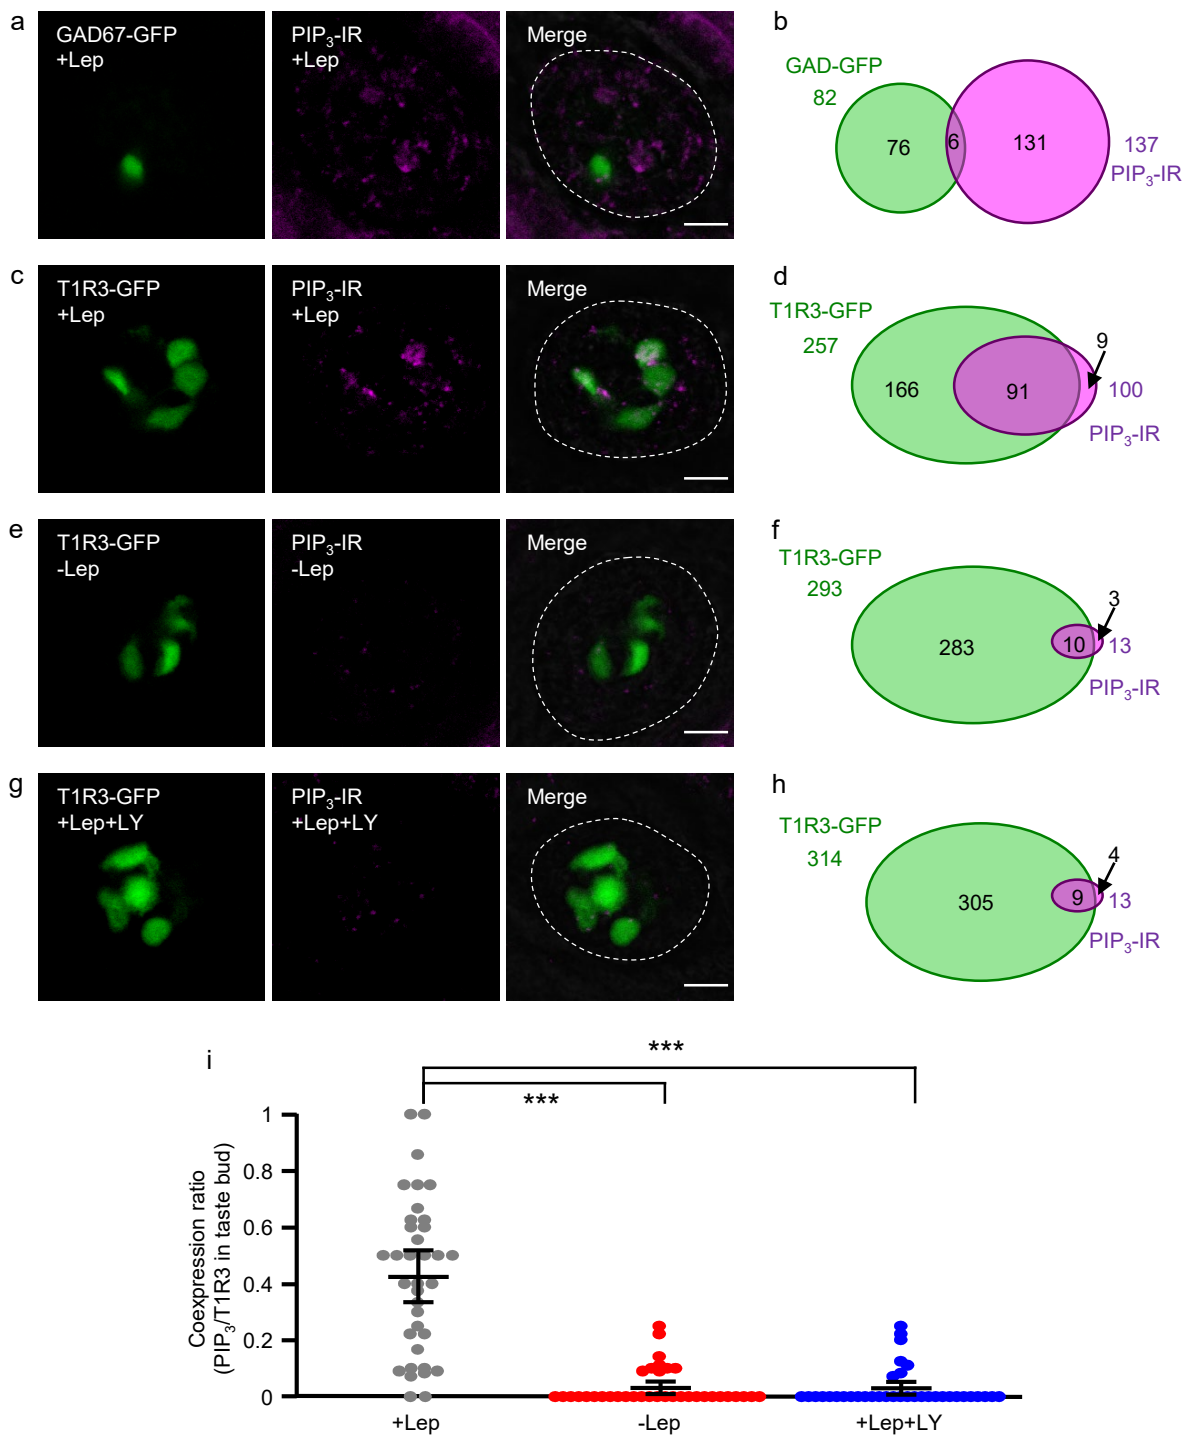 a
GAD67-GFP
+Lep
PIP₃-IR
+Lep
Merge
b
GAD-GFP
82
76
6
131
137
PIP₃-IR
c
T1R3-GFP
+Lep
PIP₃-IR
+Lep
Merge
d
T1R3-GFP
257
166
91
9
100
PIP₃-IR
e
T1R3-GFP
-Lep
PIP₃-IR
-Lep
Merge
f
T1R3-GFP
293
283
10
3
13
PIP₃-IR
g
T1R3-GFP
+Lep+LY
PIP₃-IR
+Lep+LY
Merge
h
T1R3-GFP
314
305
9
4
13
PIP₃-IR
i
***
***
Coexpression ratio
(PIP₃/T1R3 in taste bud)
1
0.8
0.6
0.4
0.2
0
+Lep
-Lep
+Lep+LY